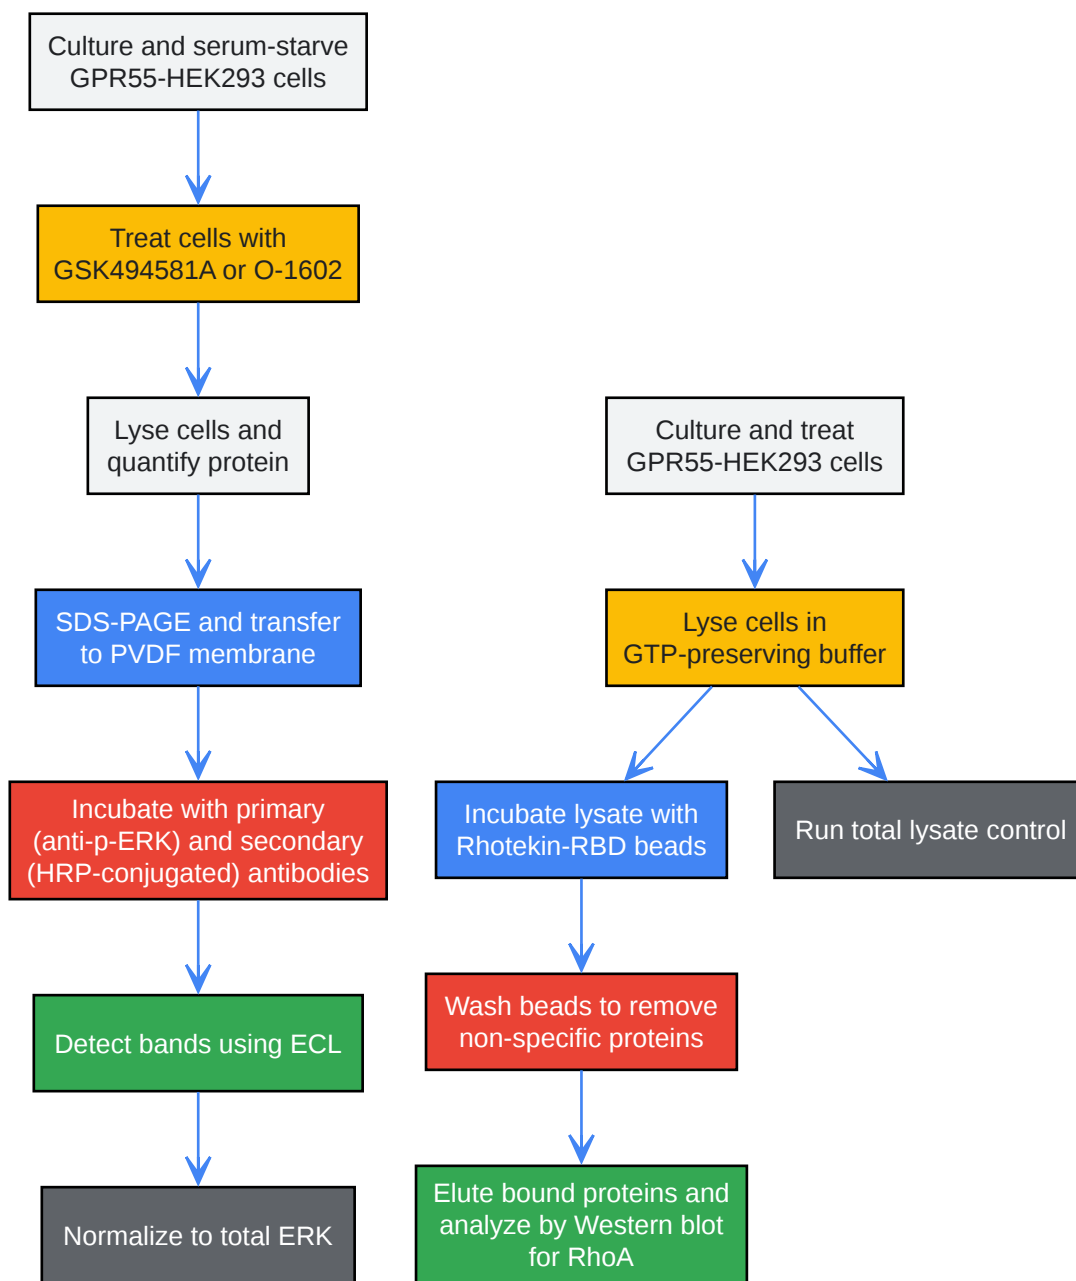 Culture and serum-starve
GPR55-HEK293 cells
Treat cells with
GSK494581A or O-1602
Lyse cells and
quantify protein
SDS-PAGE and transfer
to PVDF membrane
Incubate with primary
(anti-p-ERK) and secondary
(HRP-conjugated) antibodies
Detect bands using ECL
Normalize to total ERK
Culture and treat
GPR55-HEK293 cells
Lyse cells in
GTP-preserving buffer
Incubate lysate with
Rhotekin-RBD beads
Run total lysate control
Wash beads to remove
non-specific proteins
Elute bound proteins and
analyze by Western blot
for RhoA